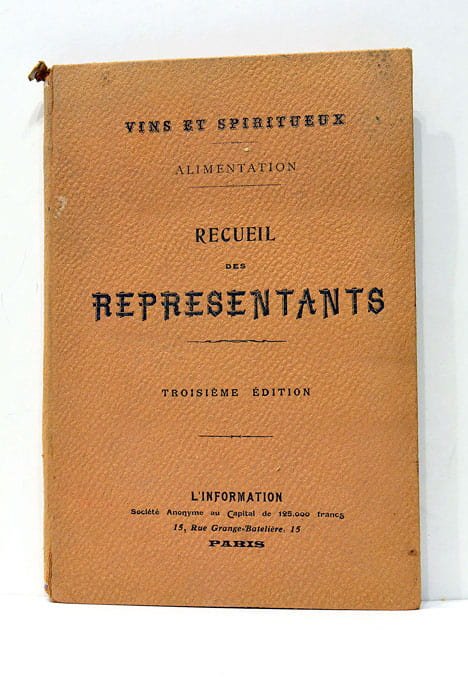 VINS ET SPIRITUEUX
ALIMENTATION
RECUEIL
DES
REPRESENTANTS
TROISIÈME ÉDITION
L'INFORMATION
Société Anonyme au Capital de 125.000 francs
15, Rue Grange-Batelière. 15
PARIS